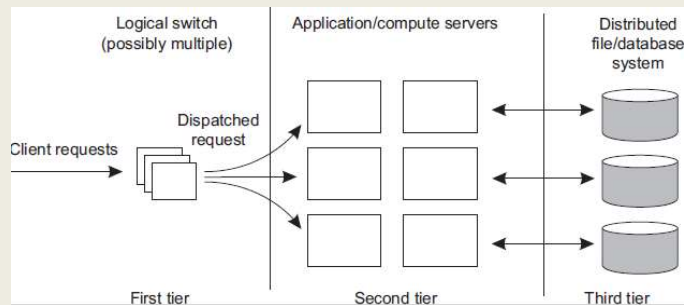 Logical switch
(possibly multiple)
Application/compute servers
Distributed
file/database
system
Client requests
Dispatched
request
First tier
Second tier
Third tier